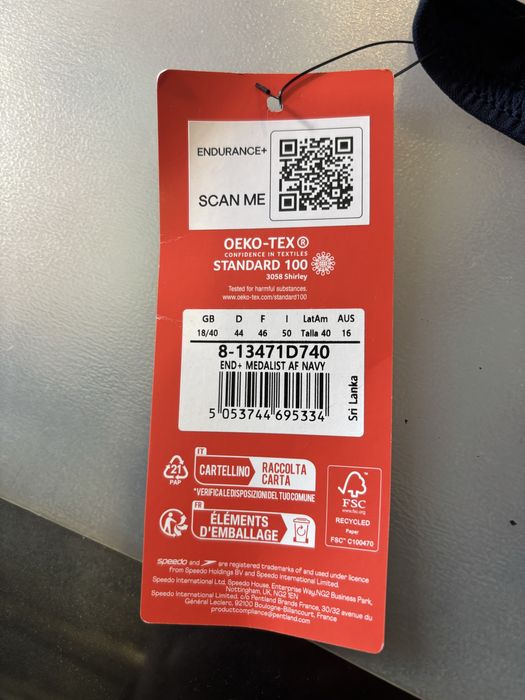 ENDURANCE+
SCAN ME
OEKO-TEX®
CONFIDENCE IN TEXTILES
STANDARD 100
3058 Shirley
Tested for harmful substances.
www.oeko-tex.com/standard100
GB D F I LatAm AUS
18/40 44 46 50 Talla 40 16
8-13471D740
END+ MEDALIST AF NAVY
5 053744 695334
Sri Lanka
21
PAP
IT
CARTELLINO RACCOLTA CARTA
*VERIFICA LE DISPOSIZIONI DEL TUO COMUNE
FR
ÉLÉMENTS
D'EMBALLAGE
FSC
www.fsc.org
RECYCLED
Paper
FSC™ C100470
speedo and are registered trademarks of and used under licence
from Speedo Holdings BV and Speedo International Limited.
Speedo International Ltd, Speedo House, Enterprise Way, NG2 Business Park,
Nottingham, UK, NG2 1EN
Speedo International Limited, c/o Pentland Brands France, 30/32 avenue du
Général Leclerc, 92100 Boulogne-Billancourt, France
productcompliance@pentland.com